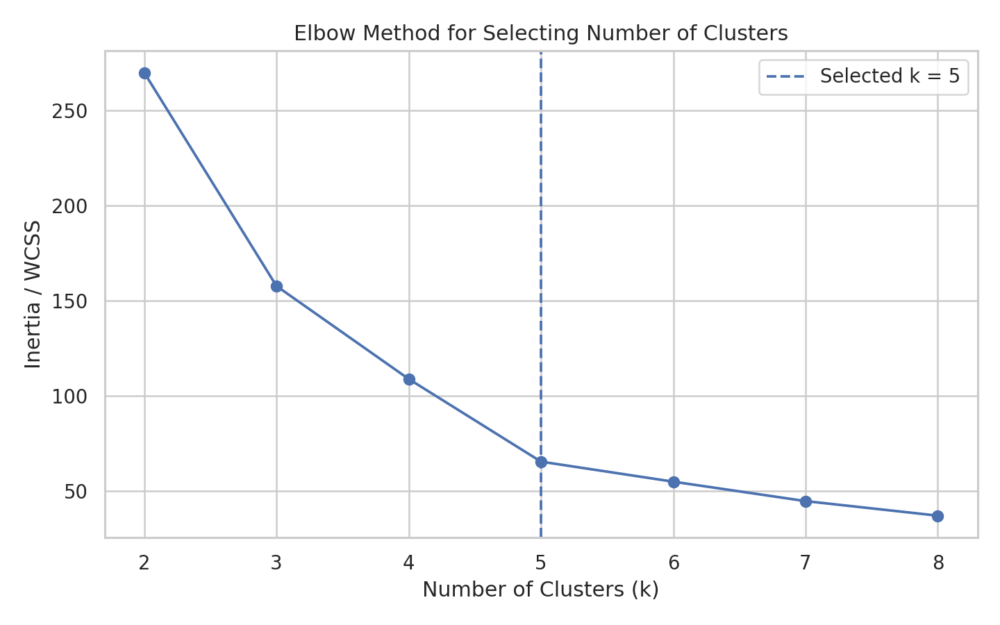 Elbow Method for Selecting Number of Clusters
Selected k = 5
Inertia / WCSS
250
200
150
100
50
2 3 4 5 6 7 8
Number of Clusters (k)